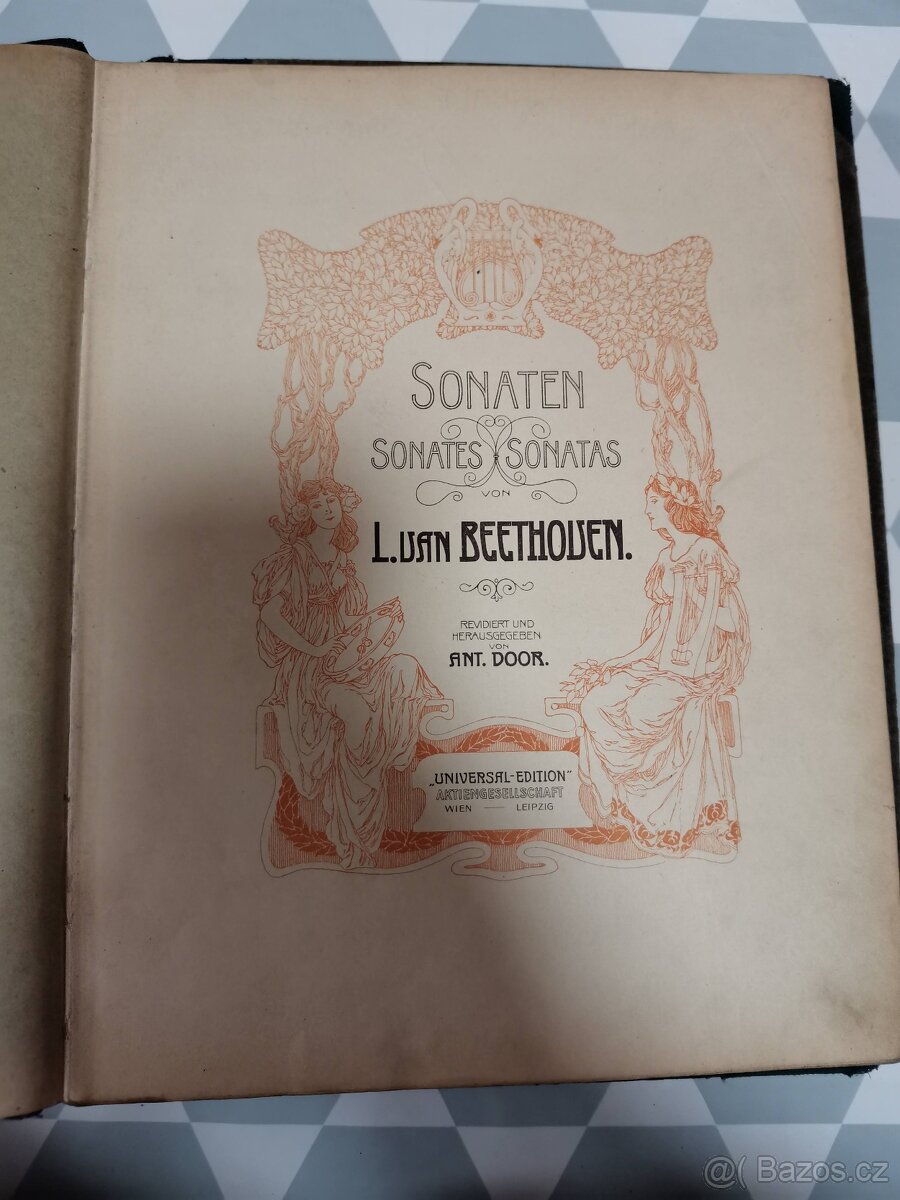 SONATEN
SONATES SONATAS
VON
L.VAN BEETHOVEN.
REVIDIERT UND
HERAUSGEGEBEN
VON
ANT. DOOR.
„UNIVERSAL-EDITION"
AKTIENGESELLSCHAFT
WIEN — LEIPZIG
@( Bazos.cz